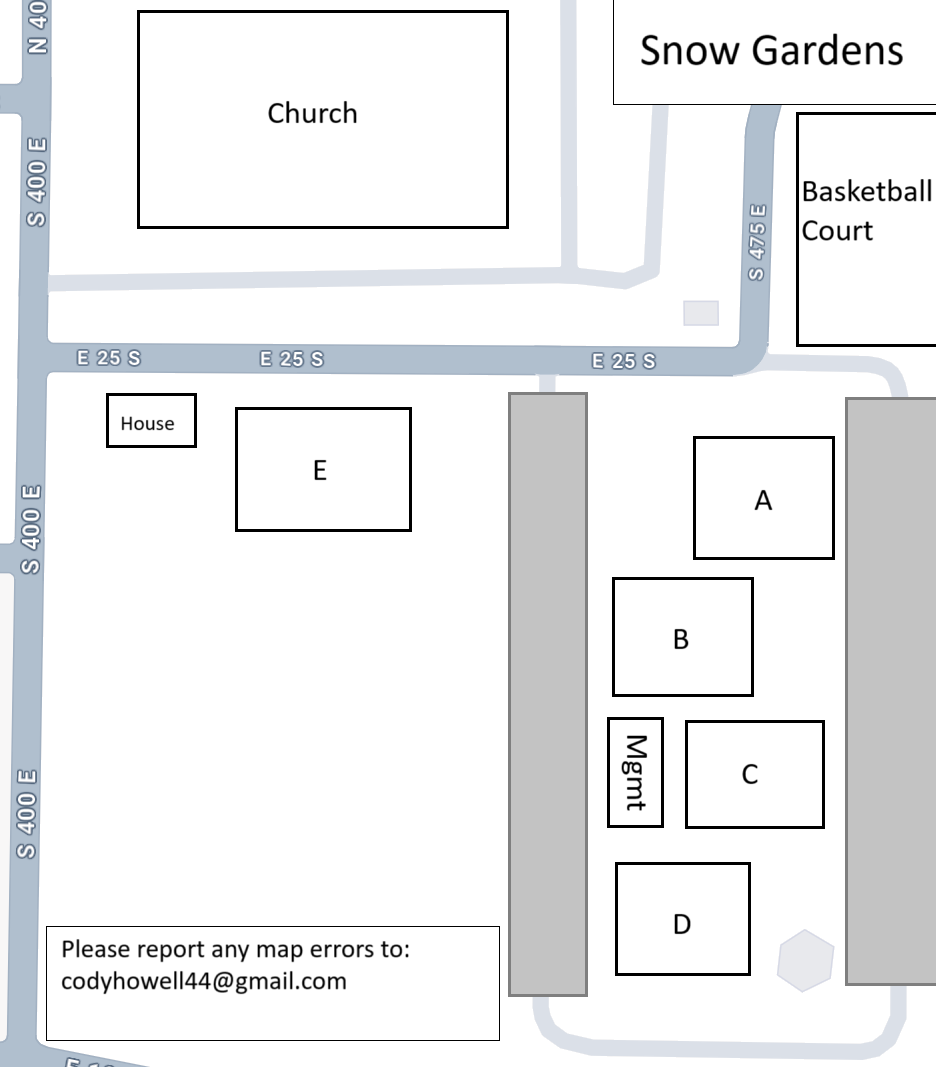 N 40
Snow Gardens
Church
S 400 E
Basketball
Court
S 475 E
E 25 S
E 25 S
E 25 S
House
E
A
S 400 E
B
Mgmt
C
S 400 E
D
Please report any map errors to:
codyhowell44@gmail.com